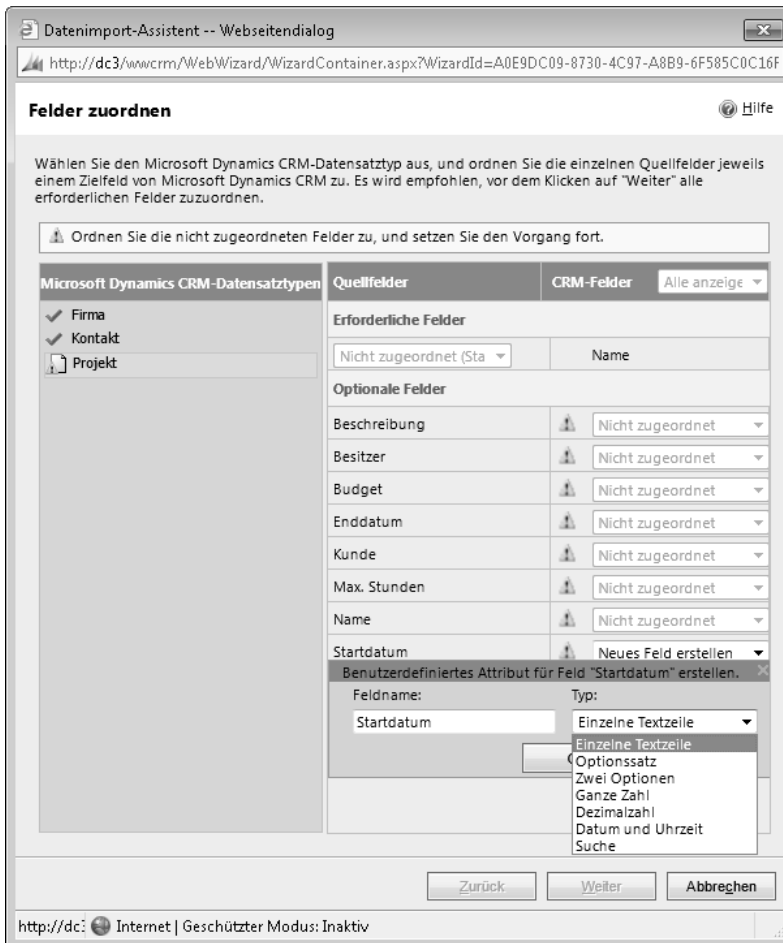 Datenimport-Assistent -- Webseitendialog
http://dc3/wwcrm/WebWizard/WizardContainer.aspx?WizardId=A0E9DC09-8730-4C97-A8B9-6F585C0C16F
Felder zuordnen
Hilfe
Wählen Sie den Microsoft Dynamics CRM-Datensatztyp aus, und ordnen Sie die einzelnen Quellfelder jeweils
einem Zielfeld von Microsoft Dynamics CRM zu. Es wird empfohlen, vor dem Klicken auf "Weiter" alle
erforderlichen Felder zuzuordnen.
Ordnen Sie die nicht zugeordneten Felder zu, und setzen Sie den Vorgang fort.
Microsoft Dynamics CRM-Datensatztypen
Firma
Kontakt
Projekt
Quellfelder CRM-Felder Alle anzeige
Erforderliche Felder
Nicht zugeordnet (Sta Name
Optionale Felder
Beschreibung Nicht zugeordnet
Besitzer Nicht zugeordnet
Budget Nicht zugeordnet
Enddatum Nicht zugeordnet
Kunde Nicht zugeordnet
Max. Stunden Nicht zugeordnet
Name Nicht zugeordnet
Startdatum Neues Feld erstellen
Benutzerdefiniertes Attribut für Feld "Startdatum" erstellen.
Feldname: Typ:
Startdatum Einzelne Textzeile
Einzelne Textzeile
Optionssatz
Zwei Optionen
Ganze Zahl
Dezimalzahl
Datum und Uhrzeit
Suche
Zurück Weiter Abbrechen
http://dc: Internet | Geschützter Modus: Inaktiv